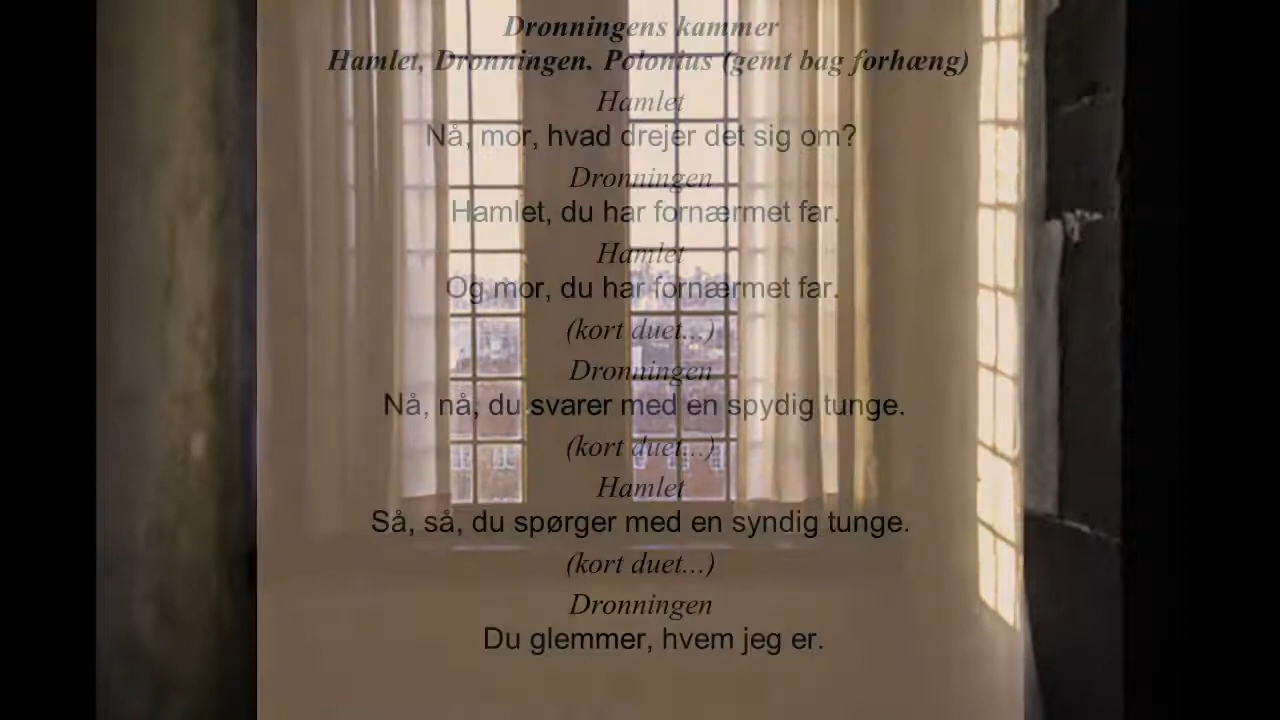 Dronningens kammer
Hamlet, Dronningen. Polonius (gemt bag forhæng)
Hamlet
Nå, mor, hvad drejer det sig om?
Dronningen
Hamlet, du har fornærmet far.
Hamlet
Og mor, du har fornærmet far.
(kort duet...)
Dronningen
Nå, nå, du svarer med en spydig tunge.
(kort duet...)
Hamlet
Så, så, du spørger med en syndig tunge.
(kort duet...)
Dronningen
Du glemmer, hvem jeg er.